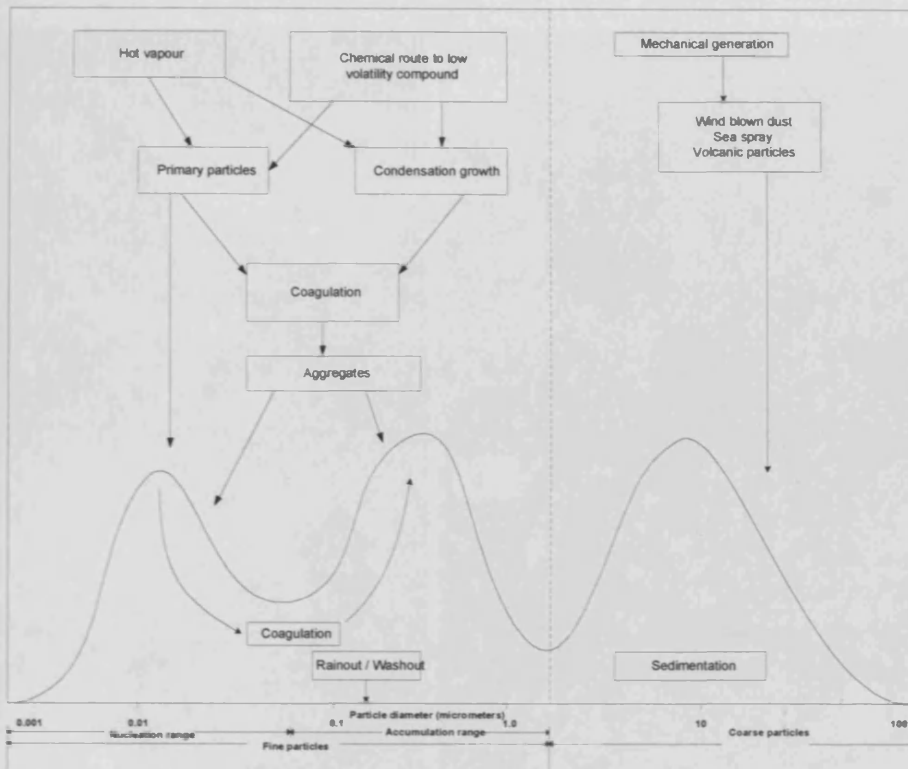 Hot vapour
Chemical route to low
volatility compound
Mechanical generation
Wind blown dust
Sea spray
Volcanic particles
Primary particles
Condensation growth
Coagulation
Aggregates
Coagulation
Rainout / Washout
Sedimentation
Particle diameter (micrometers)
0.001 0.01 0.1 1.0 10 100
Nucleation range Accumulation range Coarse particles
Fine particles